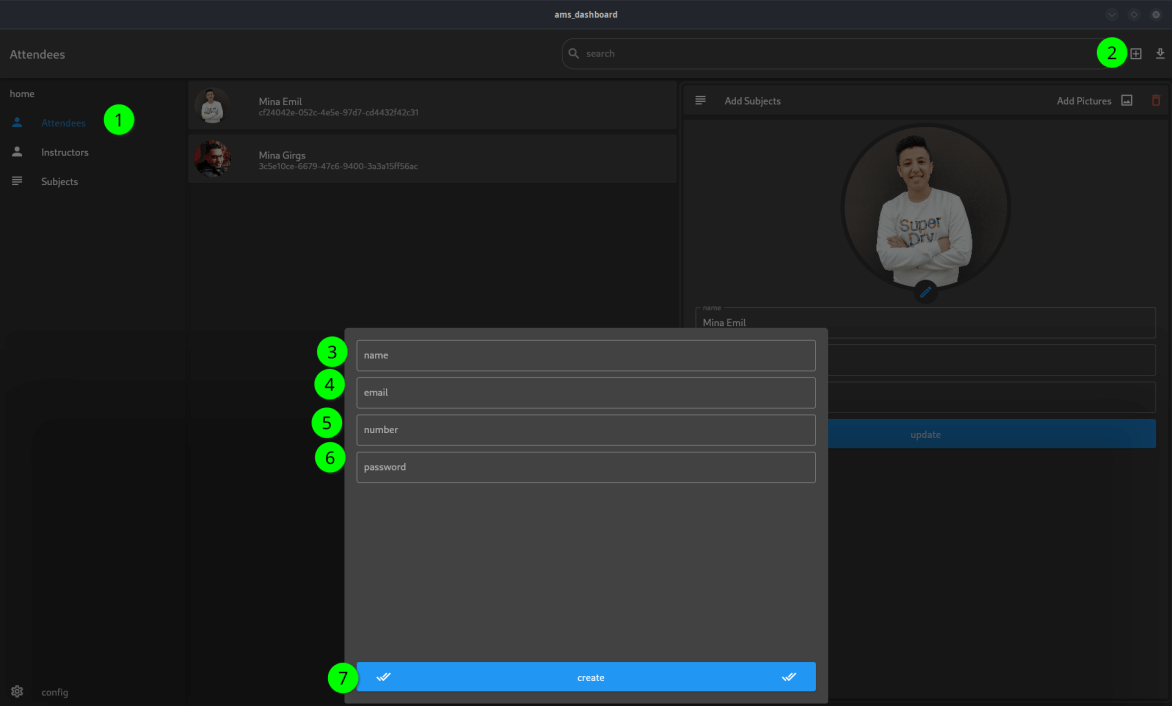 ams_dashboard
Attendees
search
2
home
Attendees
1
Instructors
Subjects
Mina Emil
cf24042e-052c-4e5e-97d7-cd4432f42c31
Mina Girgs
3c5e10ce-6679-47c6-9400-3a3a15ff56ac
Add Subjects
Add Pictures
Super
Dry
name
Mina Emil
update
3
name
4
email
5
number
6
password
7
create
config